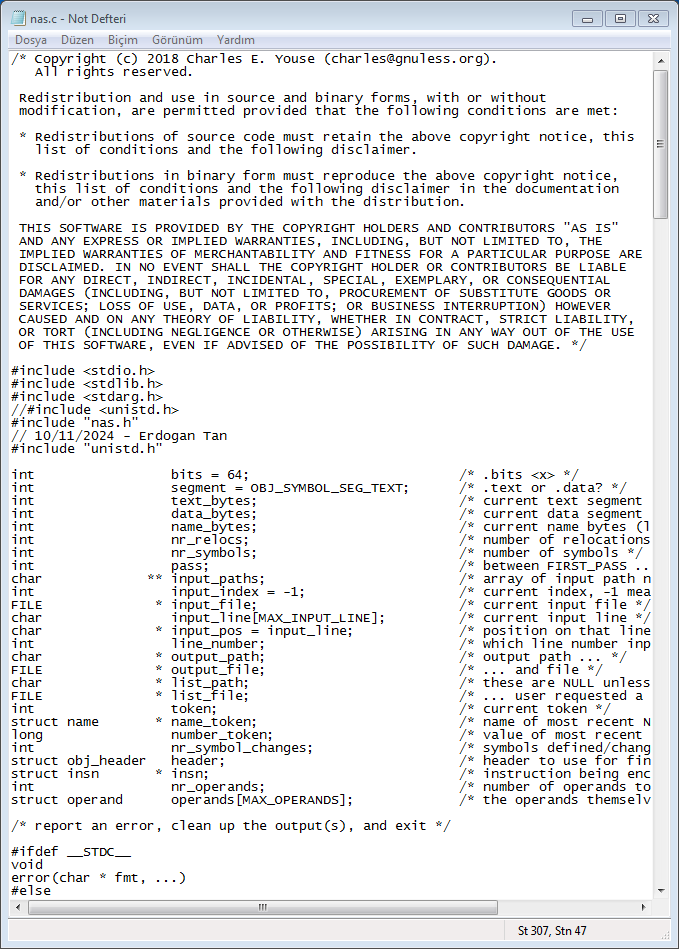 nas.c - Not Defteri
Dosya Düzen Biçim Görünüm Yardım
/* Copyright (c) 2018 Charles E. Youse (charles@gnuless.org).
   All rights reserved.

 Redistribution and use in source and binary forms, with or without
 modification, are permitted provided that the following conditions are met:

 * Redistributions of source code must retain the above copyright notice, this
   list of conditions and the following disclaimer.

 * Redistributions in binary form must reproduce the above copyright notice,
   this list of conditions and the following disclaimer in the documentation
   and/or other materials provided with the distribution.

 THIS SOFTWARE IS PROVIDED BY THE COPYRIGHT HOLDERS AND CONTRIBUTORS "AS IS"
 AND ANY EXPRESS OR IMPLIED WARRANTIES, INCLUDING, BUT NOT LIMITED TO, THE
 IMPLIED WARRANTIES OF MERCHANTABILITY AND FITNESS FOR A PARTICULAR PURPOSE ARE
 DISCLAIMED. IN NO EVENT SHALL THE COPYRIGHT HOLDER OR CONTRIBUTORS BE LIABLE
 FOR ANY DIRECT, INDIRECT, INCIDENTAL, SPECIAL, EXEMPLARY, OR CONSEQUENTIAL
 DAMAGES (INCLUDING, BUT NOT LIMITED TO, PROCUREMENT OF SUBSTITUTE GOODS OR
 SERVICES; LOSS OF USE, DATA, OR PROFITS; OR BUSINESS INTERRUPTION) HOWEVER
 CAUSED AND ON ANY THEORY OF LIABILITY, WHETHER IN CONTRACT, STRICT LIABILITY,
 OR TORT (INCLUDING NEGLIGENCE OR OTHERWISE) ARISING IN ANY WAY OUT OF THE USE
 OF THIS SOFTWARE, EVEN IF ADVISED OF THE POSSIBILITY OF SUCH DAMAGE. */

#include <stdio.h>
#include <stdlib.h>
#include <stdarg.h>
//#include <unistd.h>
#include "nas.h"
// 10/11/2024 - Erdogan Tan
#include "unistd.h"

int                 bits = 64;                          /* .bits <x> */
int                 segment = OBJ_SYMBOL_SEG_TEXT;      /* .text or .data? */
int                 text_bytes;                         /* current text segment
int                 data_bytes;                         /* current data segment
int                 name_bytes;                         /* current name bytes (l
int                 nr_relocs;                          /* number of relocations
int                 nr_symbols;                         /* number of symbols */
int                 pass;                               /* between FIRST_PASS ..
char             ** input_paths;                        /* array of input path n
int                 input_index = -1;                   /* current index, -1 mea
FILE              * input_file;                         /* current input file */
char                input_line[MAX_INPUT_LINE];         /* current input line */
char              * input_pos = input_line;             /* position on that line
int                 line_number;                        /* which line number inp
char              * output_path;                        /* output path ... */
FILE              * output_file;                        /* ... and file */
char              * list_path;                          /* these are NULL unless
FILE              * list_file;                          /* ... user requested a
int                 token;                              /* current token */
struct name       * name_token;                         /* name of most recent N
long                number_token;                       /* value of most recent
int                 nr_symbol_changes;                  /* symbols defined/chang
struct obj_header   header;                             /* header to use for fin
struct insn       * insn;                               /* instruction being enc
int                 nr_operands;                        /* number of operands to
struct operand      operands[MAX_OPERANDS];             /* the operands themselv

/* report an error, clean up the output(s), and exit */

#ifdef __STDC__
void
error(char * fmt, ...)
#else
St 307, Stn 47